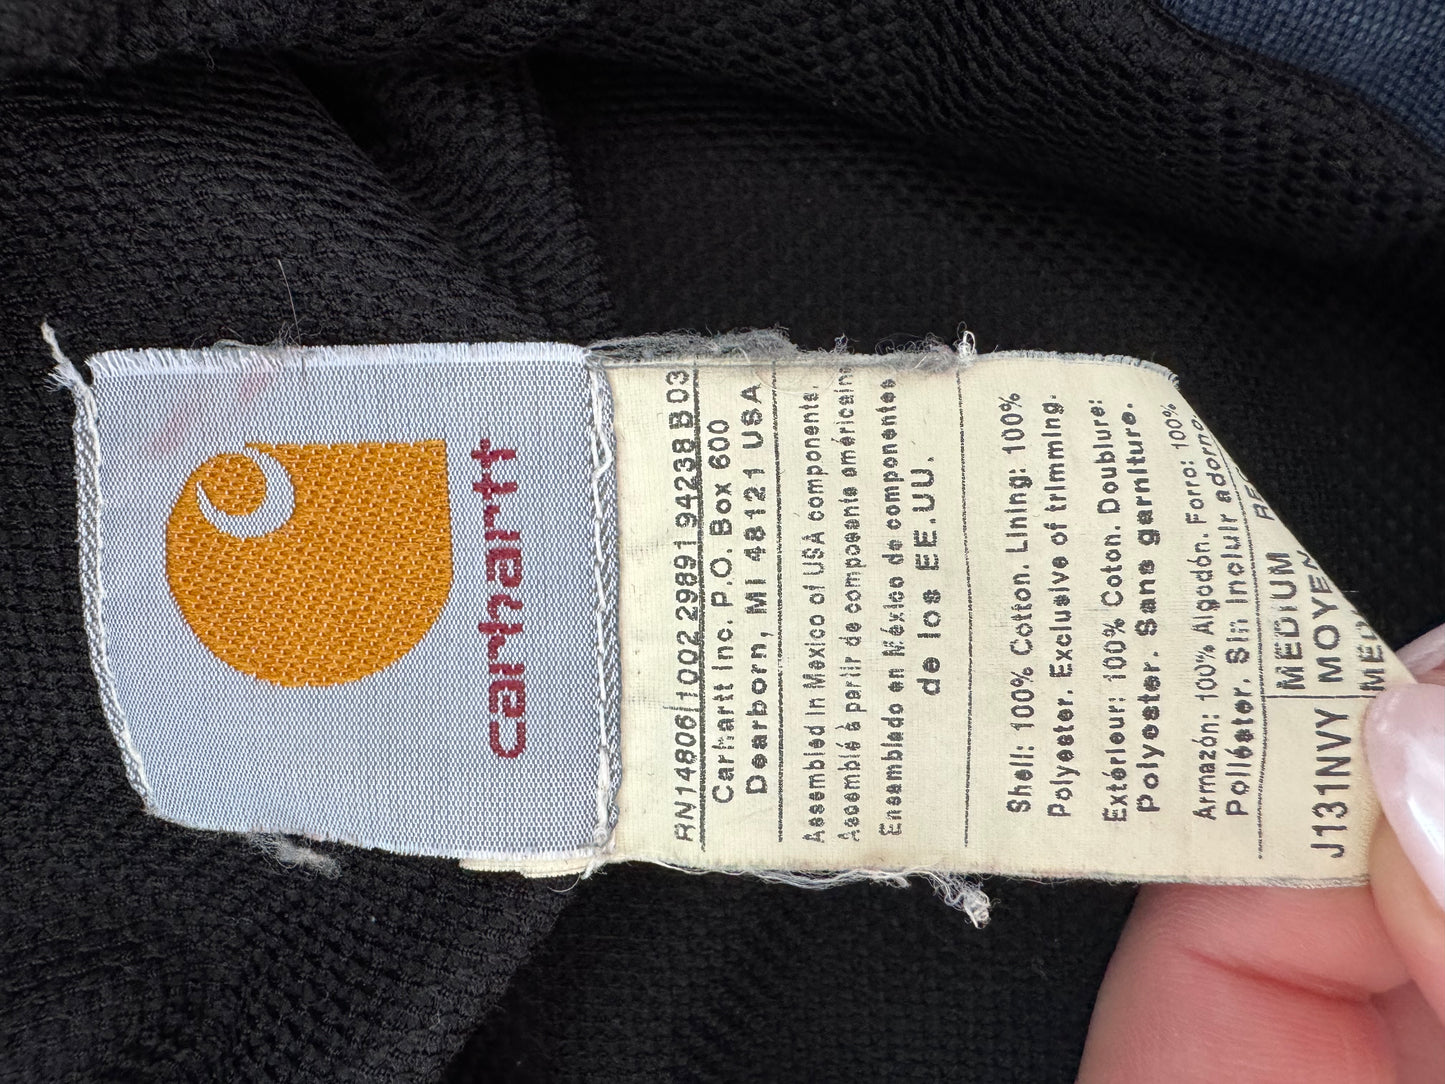 carhartt
RN14806 1002 29891 94238 B 03
Carhartt Inc. P.O. Box 600
Dearborn, MI 48121 USA
Assembled in Mexico of USA components.
Assemblé à partir de composants américains
Ensamblado en México de componentes
de los EE.UU.
Shell: 100% Cotton. Lining: 100%
Polyester. Exclusive of trimming.
Extérieur: 100% Coton. Doublure:
Polyester. Sans garniture.
Armazón: 100% Algodón. Forro: 100%
Poliéster. Sin incluir adorno.
MEDIUM
J131NVY MOYEN